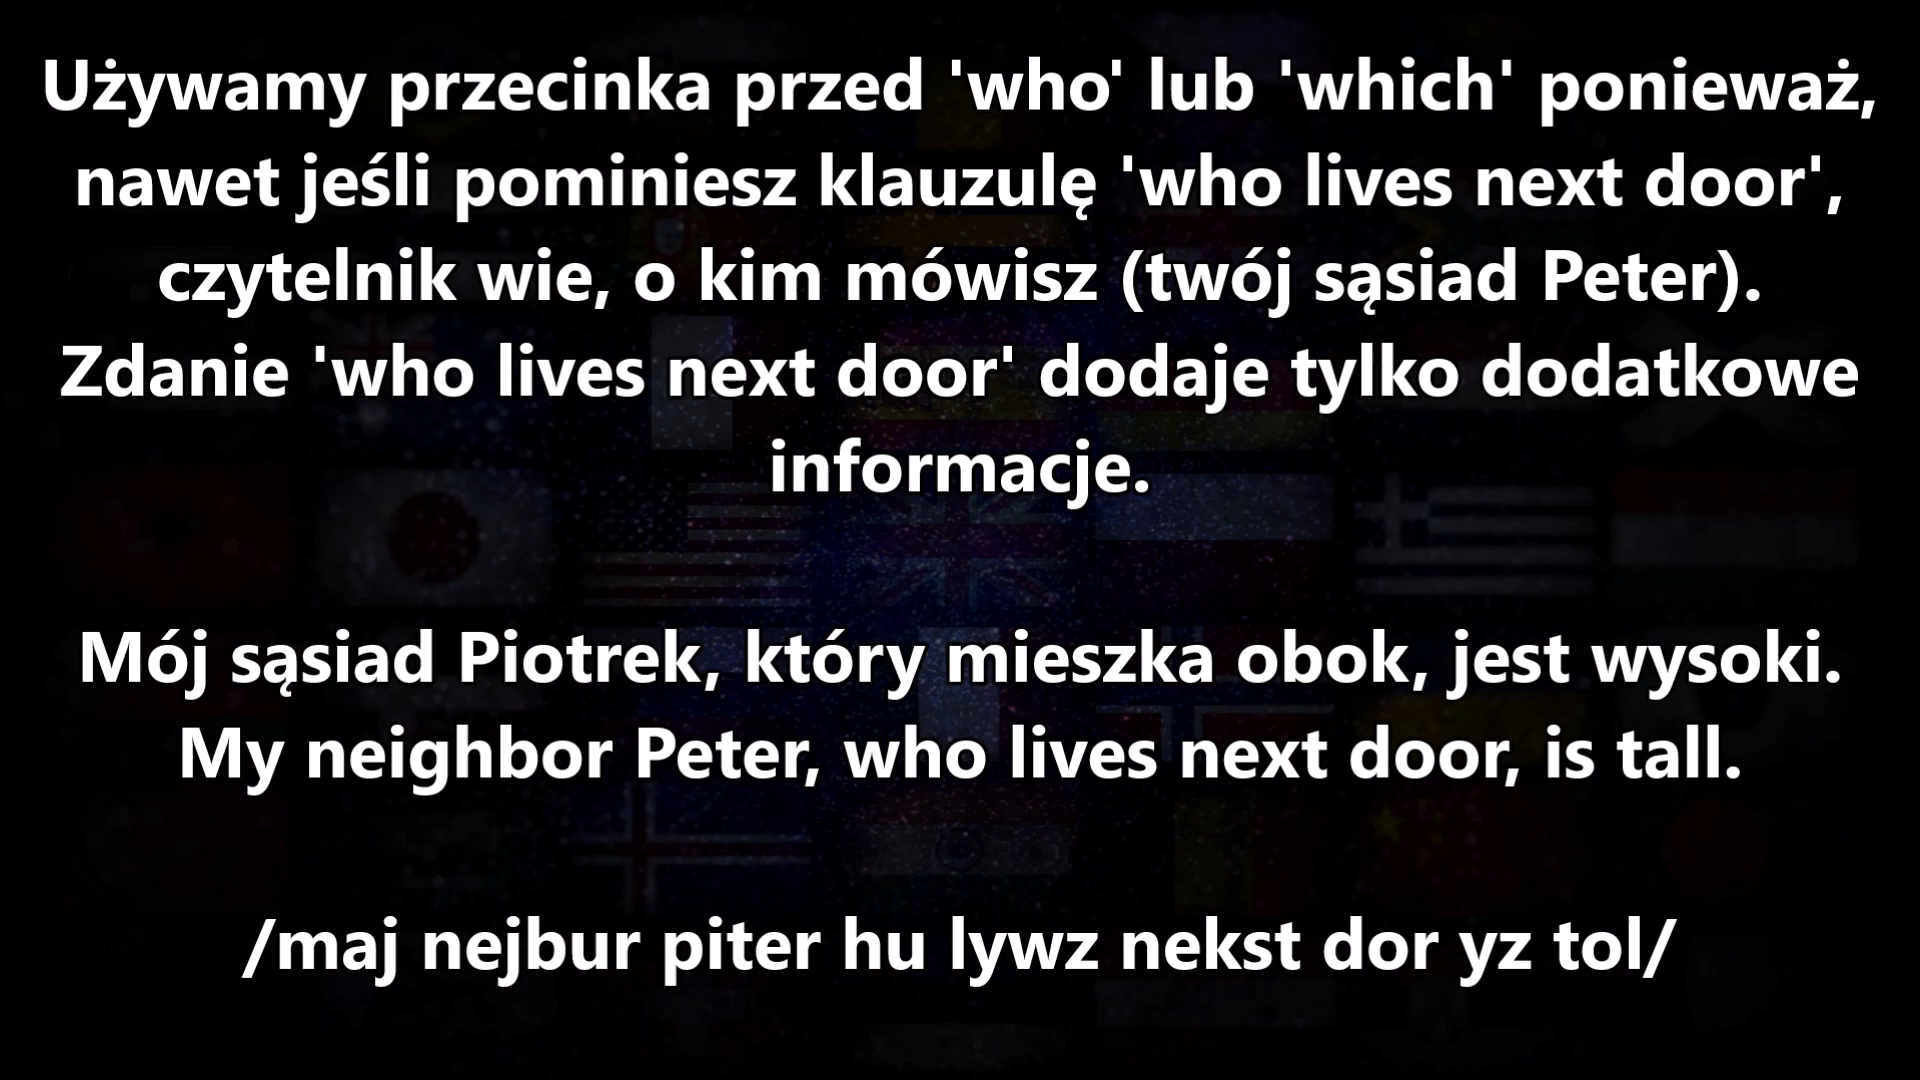 Używamy przecinka przed 'who' lub 'which' ponieważ,
nawet jeśli pominiesz klauzulę 'who lives next door',
czytelnik wie, o kim mówisz (twój sąsiad Peter).
Zdanie 'who lives next door' dodaje tylko dodatkowe
informacje.
Mój sąsiad Piotrek, który mieszka obok, jest wysoki.
My neighbor Peter, who lives next door, is tall.
/maj nejbur piter hu lywz nekst dor yz tol/